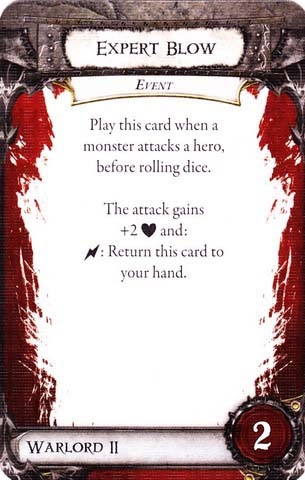 Expert Blow
Event
Play this card when a
monster attacks a hero,
before rolling dice.
The attack gains
+2 ♥ and:
: Return this card to
your hand.
Warlord II
2